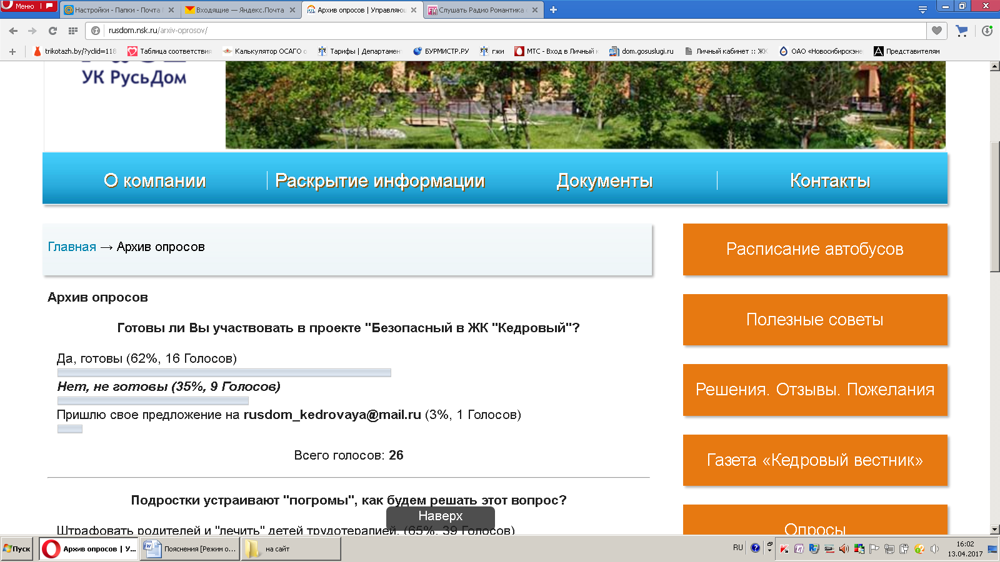 Меню
Настройки - Папки - Почта
Входящие — Яндекс.Почта
Архив опросов | Управляющ
Слушать Радио Романтика
rusdom.nsk.ru/arxiv-oprosov/
trikotazh.by/?yclid=118
Таблица соответствия
Калькулятор ОСАГО о
Тарифы | Департамен
БУРМИСТР.РУ
гжи
МТС - Вход в Личный к
dom.gosuslugi.ru
Личный кабинет :: ЖК
ОАО «Новосибирскэне
Представителям
УК РусьДом
О компании
Раскрытие информации
Документы
Контакты
Главная → Архив опросов
Архив опросов
Готовы ли Вы участвовать в проекте "Безопасный в ЖК "Кедровый"?
Да, готовы (62%, 16 Голосов)
Нет, не готовы (35%, 9 Голосов)
Пришлю свое предложение на rusdom_kedrovaya@mail.ru (3%, 1 Голосов)
Всего голосов: 26
Подростки устраивают "погромы", как будем решать этот вопрос?
Штрафовать родителей и "лечить" детей трудотерапией. (65%, 39 Голосов)
Наверх
Расписание автобусов
Полезные советы
Решения. Отзывы. Пожелания
Газета «Кедровый вестник»
Опросы
Пуск
Архив опросов | У...
Пояснения [Режим о...
на сайт
RU
16:02
13.04.2017